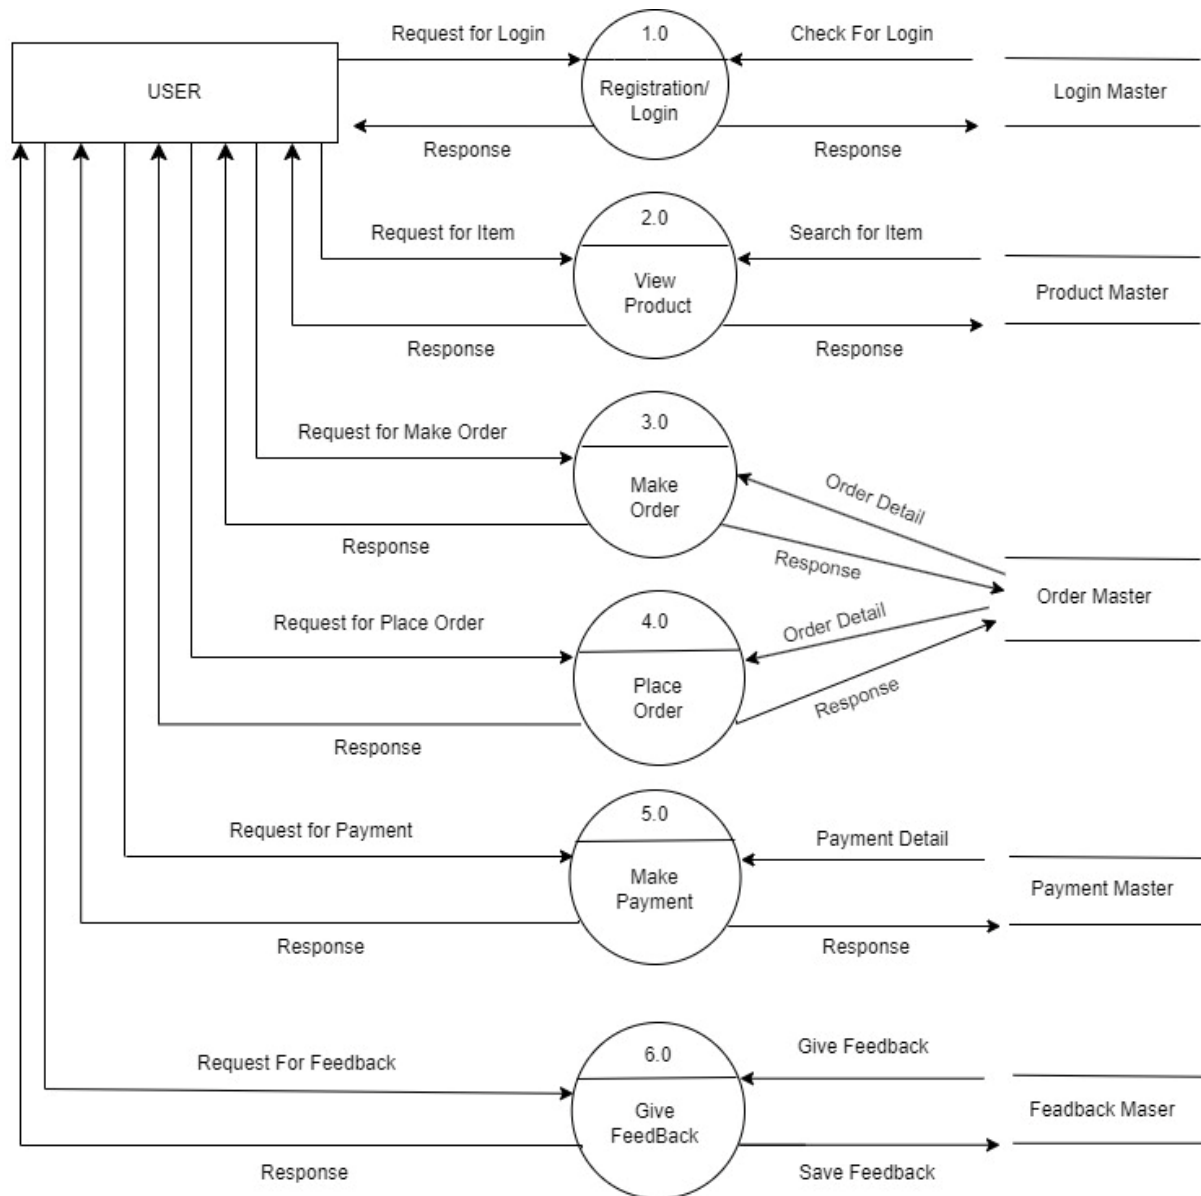 Request for Login
1.0
Check For Login
USER
Registration/
Login
Login Master
Response
Response
2.0
Request for Item
Search for Item
View
Product
Product Master
Response
Response
3.0
Request for Make Order
Make
Order
Order Detail
Response
Response
Order Master
Request for Place Order
4.0
Order Detail
Place
Order
Response
Response
5.0
Request for Payment
Payment Detail
Make
Payment
Payment Master
Response
Response
6.0
Request For Feedback
Give Feedback
Give
FeedBack
Feadback Maser
Response
Save Feedback